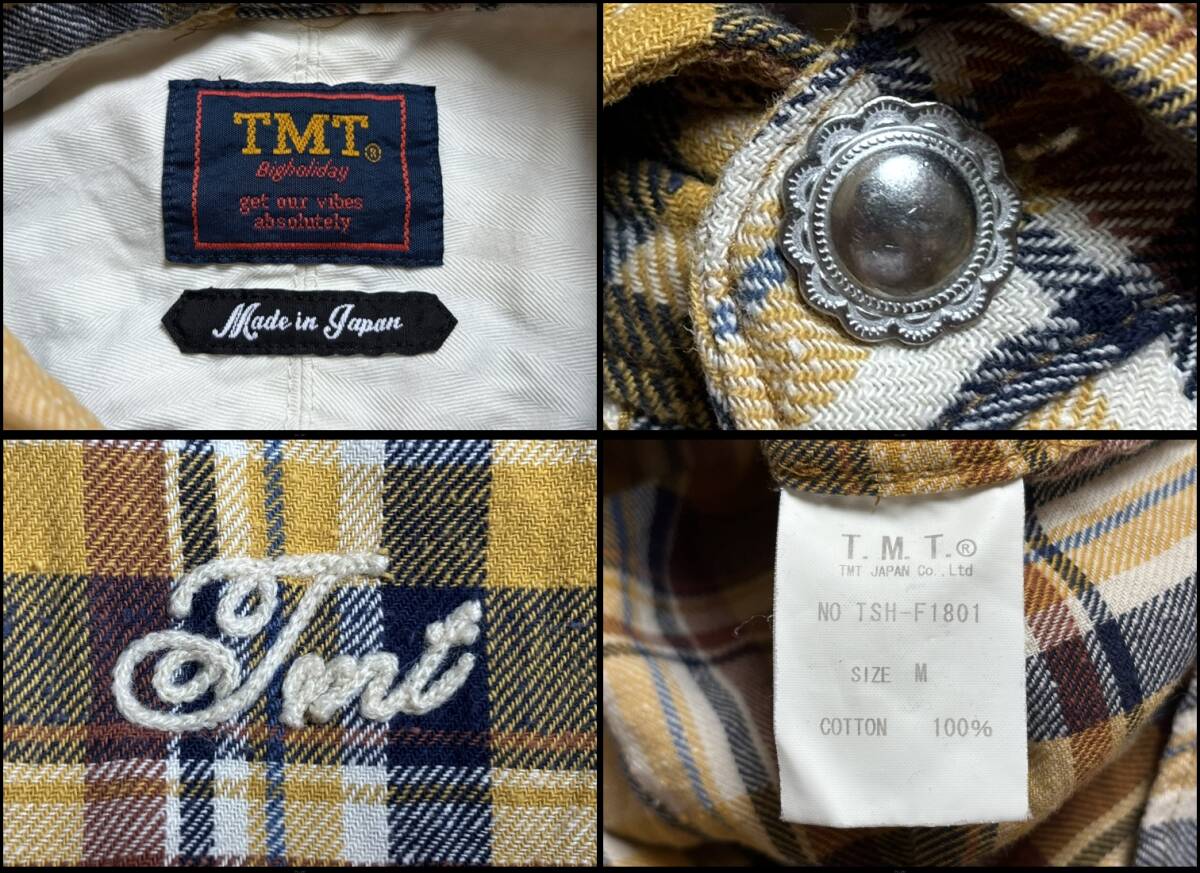 TMT®
Bigholiday
get our vibes
absolutely
Made in Japan
Tmt
T. M. T.®
TMT JAPAN Co.,Ltd
NO TSH-F1801
SIZE M
COTTON 100%